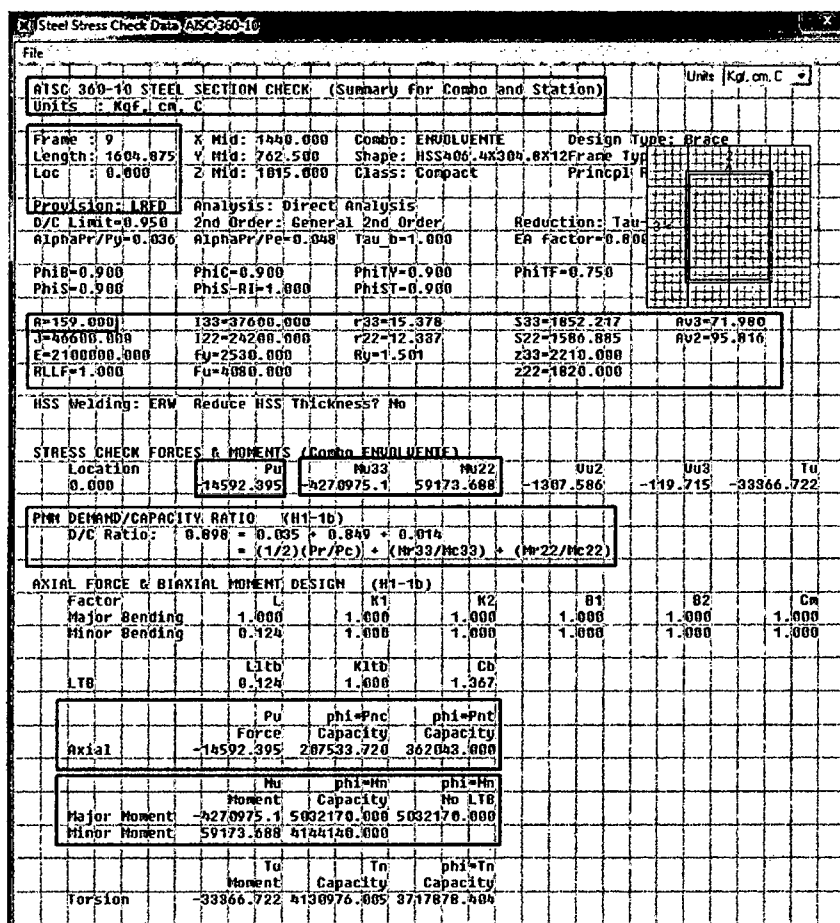 Steel Stress Check Data AISC 360-10
File
Units Kgf, cm, C
AISC 360-10 STEEL SECTION CHECK (Summary for Combo and Station)
Units : Kgf, cm, C
Frame : 9 X Mid: 1440.000 Combo: ENVOLVENTE Design Type: Brace
Length: 1604.875 Y Mid: 762.500 Shape: HSS406.4X304.8X12Frame Typ
Loc : 0.000 Z Mid: 1815.000 Class: Compact Princpl R
Provision: LRFD Analysis: Direct Analysis
D/C Limit=0.950 2nd Order: General 2nd Order Reduction: Tau-
AlphaPr/Py=0.036 AlphaPr/Pe=0.048 Tau_b=1.000 EA factor=0.800
PhiB=0.900 PhiC=0.900 PhiTY=0.900 PhiTF=0.750
PhiS=0.900 PhiS-RI=1.000 PhiST=0.900
A=159.000 I33=37600.000 r33=15.378 S33=1852.217 Av3=71.980
J=46600.000 I22=24200.000 r22=12.337 S22=1586.885 Av2=95.816
E=2100000.000 fy=2530.000 Ry=1.501 z33=2210.000
RLLF=1.000 Fu=4080.000 z22=1820.000
HSS Welding: ERW Reduce HSS Thickness? No
STRESS CHECK FORCES & MOMENTS (Combo ENVOLVENTE)
Location Pu Mu33 Mu22 Vu2 Vu3 Tu
0.000 -14592.395 -4270975.1 59173.688 -1307.586 -119.715 -33366.722
PMM DEMAND/CAPACITY RATIO (H1-1b)
D/C Ratio: 0.898 = 0.035 + 0.849 + 0.014
= (1/2)(Pr/Pc) + (Mr33/Mc33) + (Mr22/Mc22)
AXIAL FORCE & BIAXIAL MOMENT DESIGN (H1-1b)
Factor L K1 K2 B1 B2 Cm
Major Bending 1.000 1.000 1.000 1.000 1.000 1.000
Minor Bending 0.124 1.000 1.000 1.000 1.000 1.000
Lltb Kltb Cb
LTB 0.124 1.000 1.367
Pu phi*Pnc phi*Pnt
Force Capacity Capacity
Axial -14592.395 207533.720 362043.000
Mu phi*Mn phi*Mn
Moment Capacity No LTB
Major Moment -4270975.1 5032170.000 5032170.000
Minor Moment 59173.688 4144140.000
Tu Tn phi*Tn
Moment Capacity Capacity
Torsion -33366.722 4130976.005 3717878.404